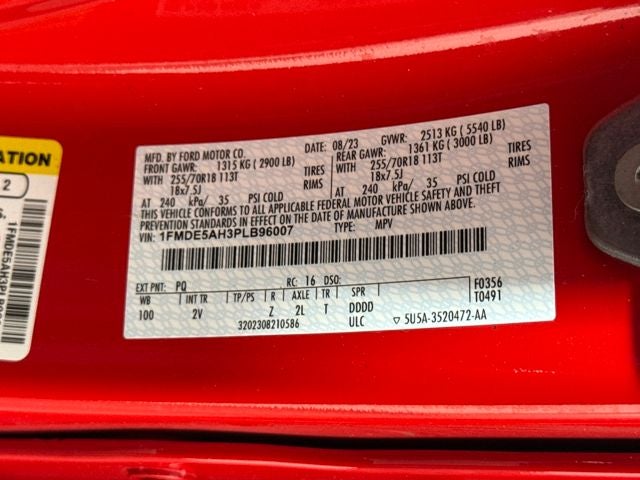 ATION
2
1FMDE5AH3PLB96
MFD. BY FORD MOTOR CO.
DATE: 08/23 GVWR: 2513 KG ( 5540 LB)
FRONT GAWR: 1315 KG ( 2900 LB)
REAR GAWR: 1361 KG ( 3000 LB)
WITH 255/70R18 113T TIRES
WITH 255/70R18 113T TIRES
18x7.5J RIMS
18x7.5J RIMS
AT 240 kPa/ 35 PSI COLD
AT 240 kPa/ 35 PSI COLD
THIS VEHICLE CONFORMS TO ALL APPLICABLE FEDERAL MOTOR VEHICLE SAFETY AND THEFT
PREVENTION STANDARDS IN EFFECT ON THE DATE OF MANUFACTURE SHOWN ABOVE.
VIN: 1FMDE5AH3PLB96007 TYPE: MPV
EXT PNT: PQ RC: 16 DSO: F0356
WB INT TR TP/PS R AXLE TR SPR T0491
100 2V Z 2L T DDDD
3202308210586 ULC ▽ 5U5A-3520472-AA